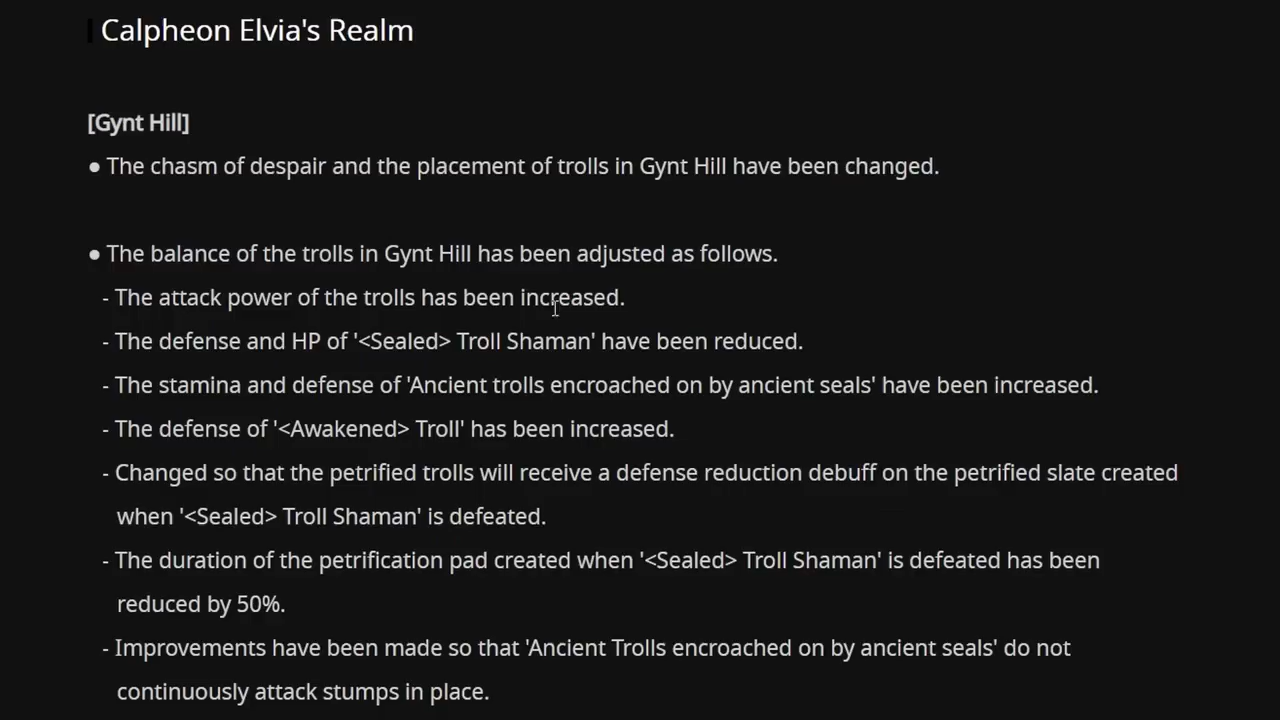 Calpheon Elvia's Realm
[Gynt Hill]
● The chasm of despair and the placement of trolls in Gynt Hill have been changed.
● The balance of the trolls in Gynt Hill has been adjusted as follows.
- The attack power of the trolls has been increased.
- The defense and HP of '<Sealed> Troll Shaman' have been reduced.
- The stamina and defense of 'Ancient trolls encroached on by ancient seals' have been increased.
- The defense of '<Awakened> Troll' has been increased.
- Changed so that the petrified trolls will receive a defense reduction debuff on the petrified slate created
when '<Sealed> Troll Shaman' is defeated.
- The duration of the petrification pad created when '<Sealed> Troll Shaman' is defeated has been
reduced by 50%.
- Improvements have been made so that 'Ancient Trolls encroached on by ancient seals' do not
continuously attack stumps in place.